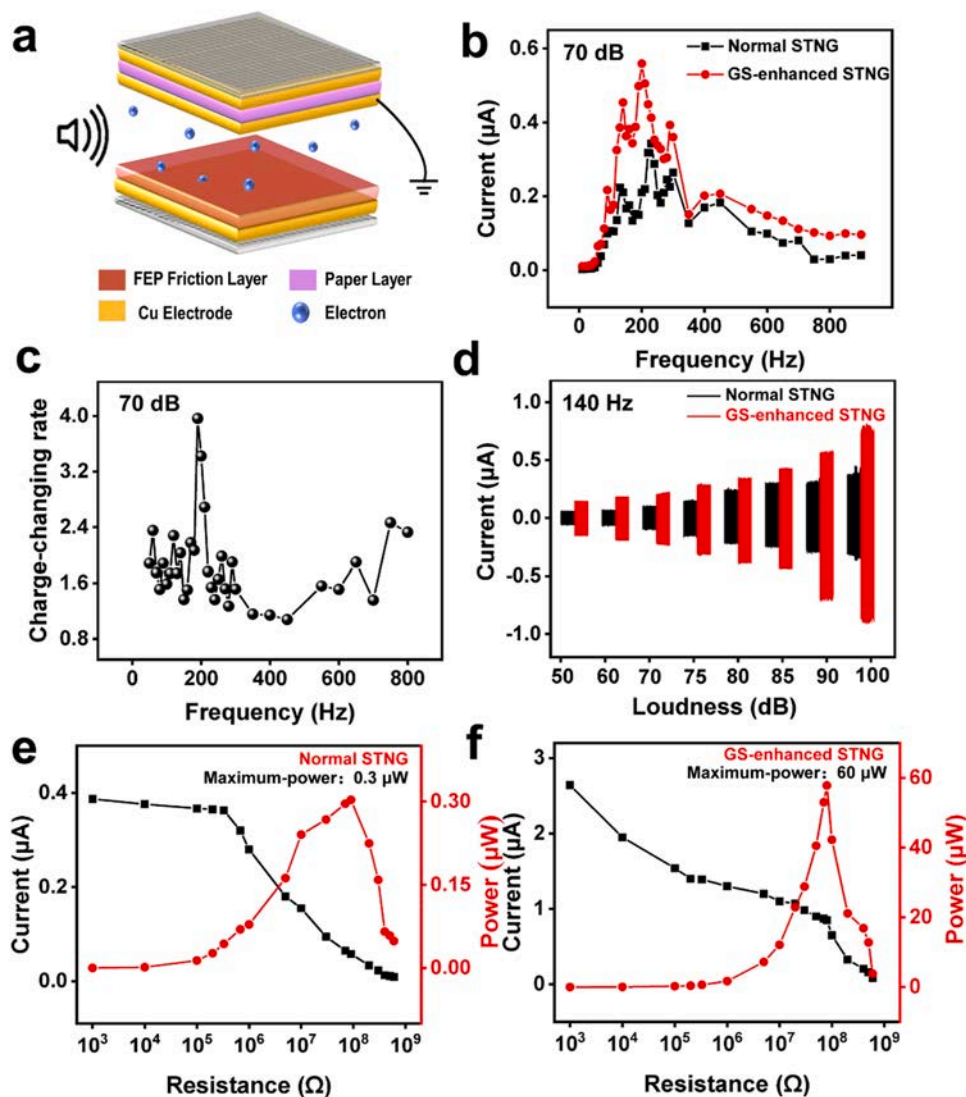 a
FEP Friction Layer
Paper Layer
Cu Electrode
Electron
b
70 dB
Normal STNG
GS-enhanced STNG
Current (μA)
0.6
0.4
0.2
0.0
0 200 400 600 800
Frequency (Hz)
c
70 dB
Charge-changing rate
4.0
3.2
2.4
1.6
0.8
0 200 400 600 800
Frequency (Hz)
d
140 Hz
Normal STNG
GS-enhanced STNG
Current (μA)
1.0
0.5
0.0
-0.5
-1.0
50 60 70 75 80 85 90 100
Loudness (dB)
e
Normal STNG
Maximum-power: 0.3 μW
Current (μA)
0.4
0.2
0.0
Power (μW)
0.30
0.15
0.00
10³ 10⁴ 10⁵ 10⁶ 10⁷ 10⁸ 10⁹
Resistance (Ω)
f
GS-enhanced STNG
Maximum-power: 60 μW
Current (μA)
3
2
1
0
Power (μW)
60
40
20
0
10³ 10⁴ 10⁵ 10⁶ 10⁷ 10⁸ 10⁹
Resistance (Ω)